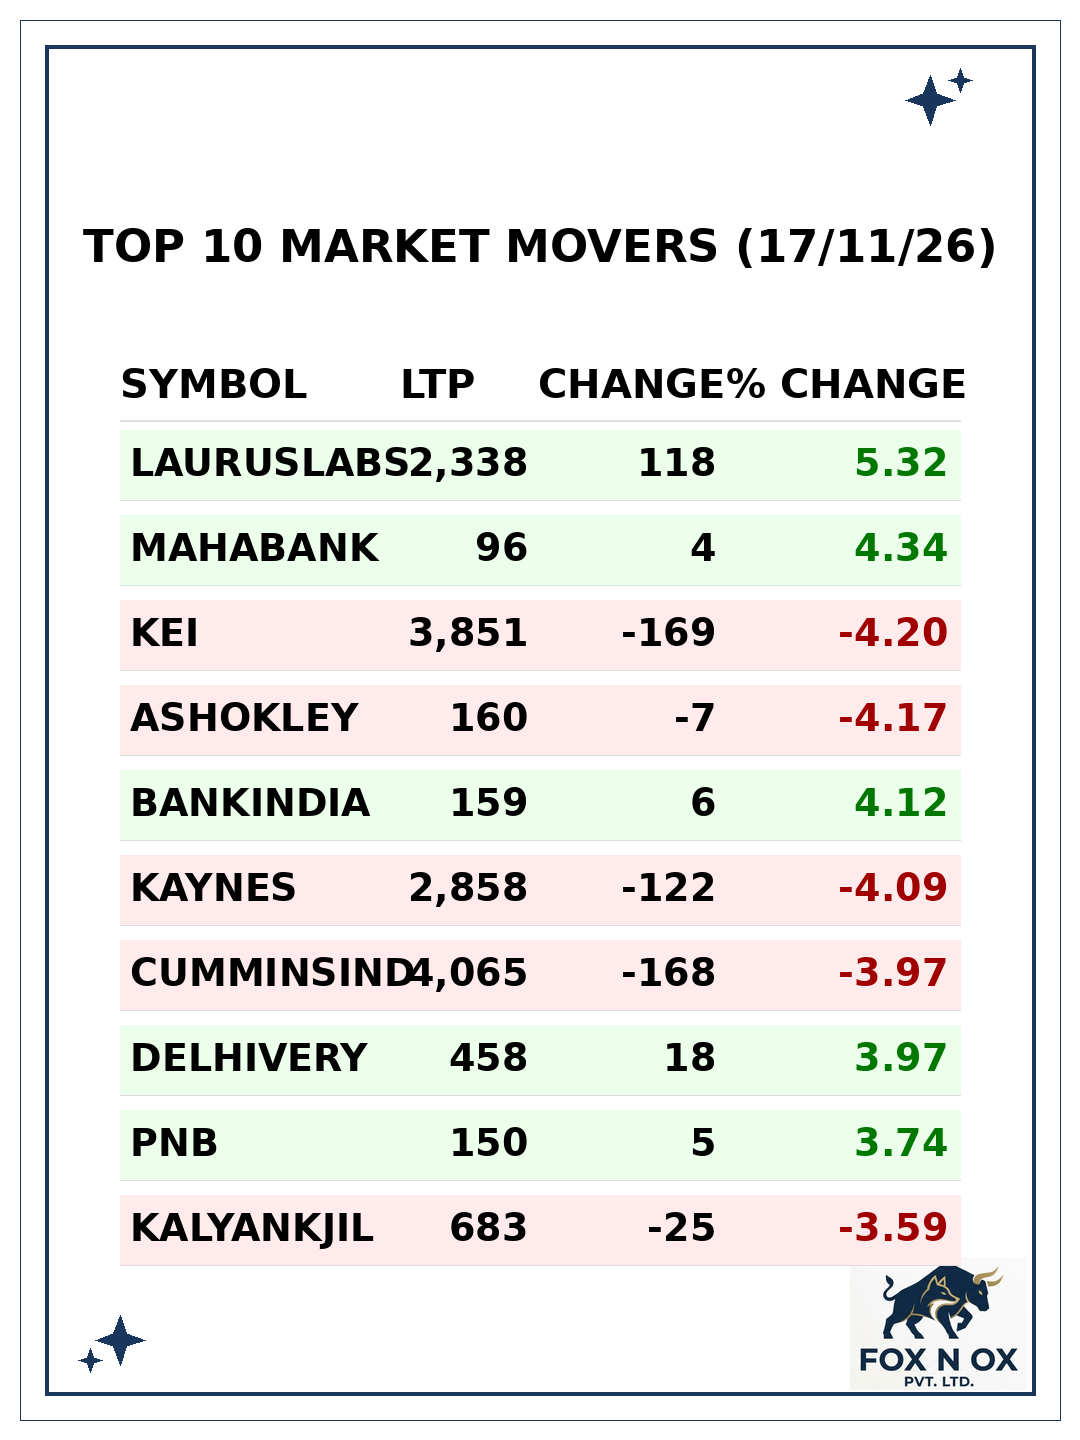 TOP 10 MARKET MOVERS (17/11/26)
SYMBOL LTP CHANGE % CHANGE
LAURUSLABS 2,338 118 5.32
MAHABANK 96 4 4.34
KEI 3,851 -169 -4.20
ASHOKLEY 160 -7 -4.17
BANKINDIA 159 6 4.12
KAYNES 2,858 -122 -4.09
CUMMINSIND 4,065 -168 -3.97
DELHIVERY 458 18 3.97
PNB 150 5 3.74
KALYANKJIL 683 -25 -3.59
FOX N OX
PVT. LTD.